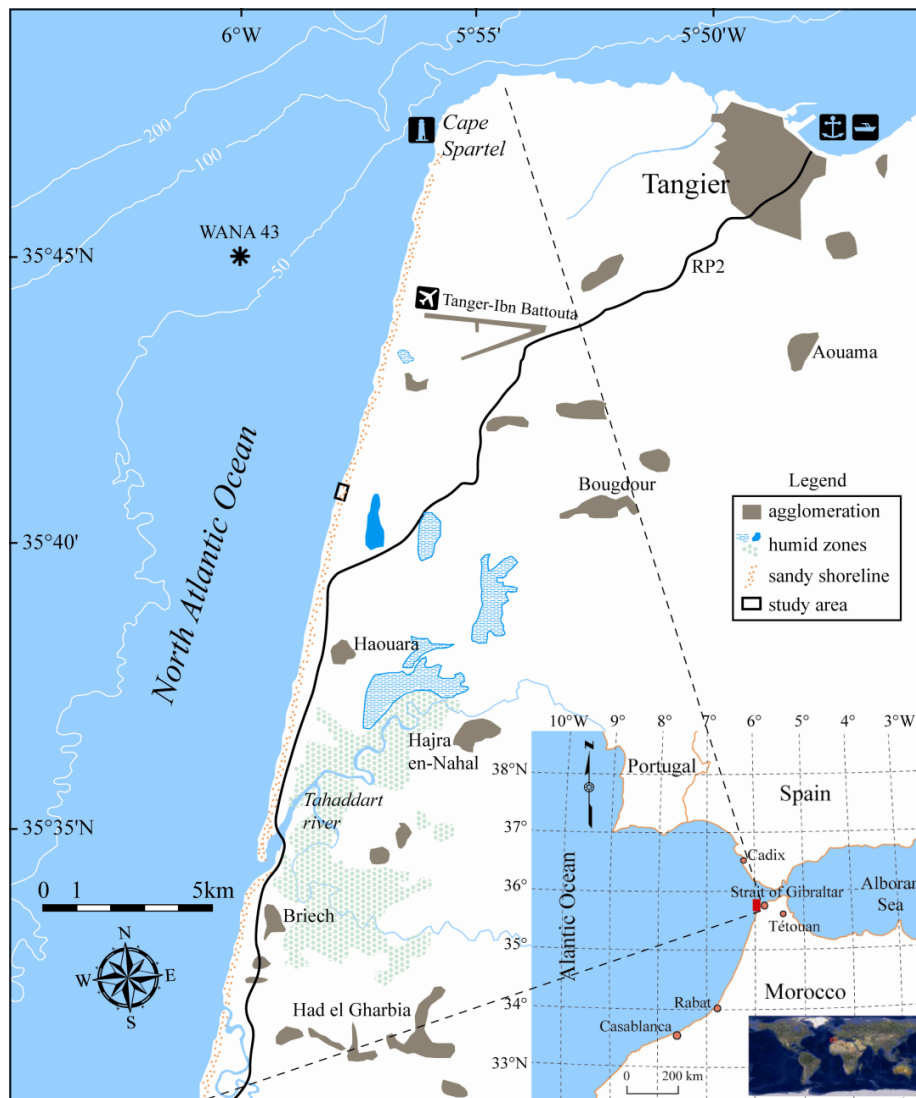 6°W 5°55' 5°50'W
200
100
50
Cape
Spartel
Tangier
WANA 43
35°45'N
RP2
Tanger-Ibn Battouta
Aouama
North Atlantic Ocean
Bougdour
35°40'
Legend
agglomeration
humid zones
sandy shoreline
study area
Haouara
Hajra
en-Nahal
Tahaddart
river
35°35'N
0 1 5km
Briech
N
W E
S
Had el Gharbia
10°W 9° 8° 7° 6° 5° 4° 3°W
38°N
37°
36°
35°
34°
33°N
N
Portugal
Spain
Cadix
Strait of Gibraltar
Alboran
Sea
Tétouan
Alantic Ocean
Rabat
Morocco
Casablanca
0 200 km